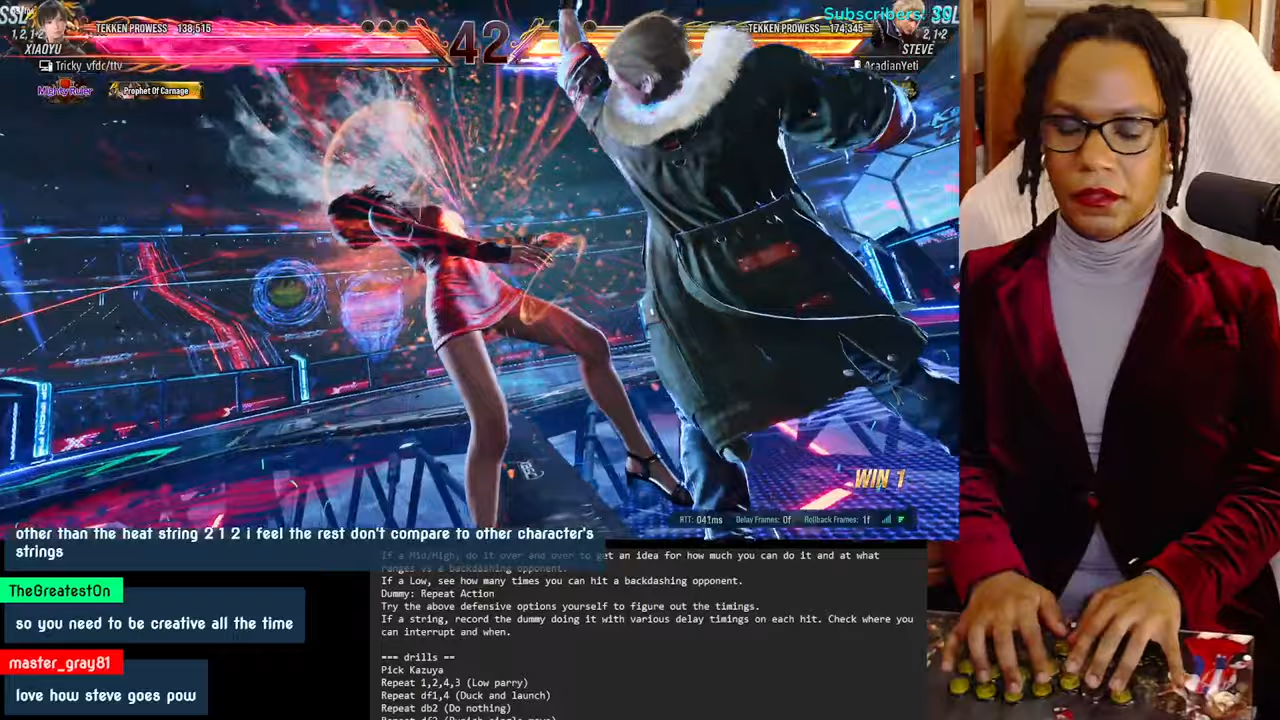 SSL
TEKKEN PROWESS 138,515
42
TEKKEN PROWESS 174,345
Subscribers:
SSL
1, 2, 1+2
XIAOYU
2, 1+2
STEVE
Tricky_vfdc/ttv
AcadianYeti
Mighty Ruler
Prophet Of Carnage
WIN 1
RTT: 041ms Delay Frames: 0f Rollback Frames: 1f
other than the heat string 2 1 2 i feel the rest don't compare to other character's
strings
TheGreatestOn
so you need to be creative all the time
master_gray81
love how steve goes pow
If a Mid/High, do it over and over to get an idea for how much you can do it and at what
ranges vs a backdashing opponent.
If a Low, see how many times you can hit a backdashing opponent.
Dummy: Repeat Action
Try the above defensive options yourself to figure out the timings.
If a string, record the dummy doing it with various delay timings on each hit. Check where you
can interrupt and when.
=== drills ==
Pick Kazuya
Repeat 1,2,4,3 (Low parry)
Repeat df1,4 (Duck and launch)
Repeat db2 (Do nothing)